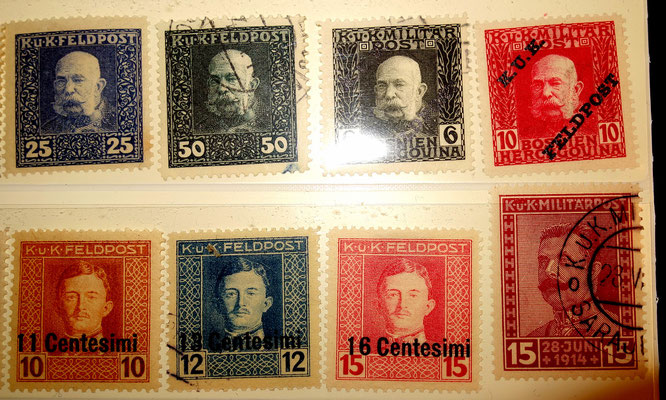 K.u.K.FELDPOST
25 25
K.u.K.FELDPOST
50 50
K.u.K.MILITÄR
POST
6
BOSNIEN
HERCEGOVINA
K.u.K.MILITÄR
POST
K.U.K.
FELDPOST
10 10
BOSNIEN
HERCEGOVINA
K.u.K.FELDPOST
11 Centesimi
10 10
K.u.K.FELDPOST
Centesimi
12 12
K.u.K.FELDPOST
16 Centesimi
15 15
K.u.K.MILITÄRPOST
K.u.K.MI
SARA
15 28·JUNI 15
1914